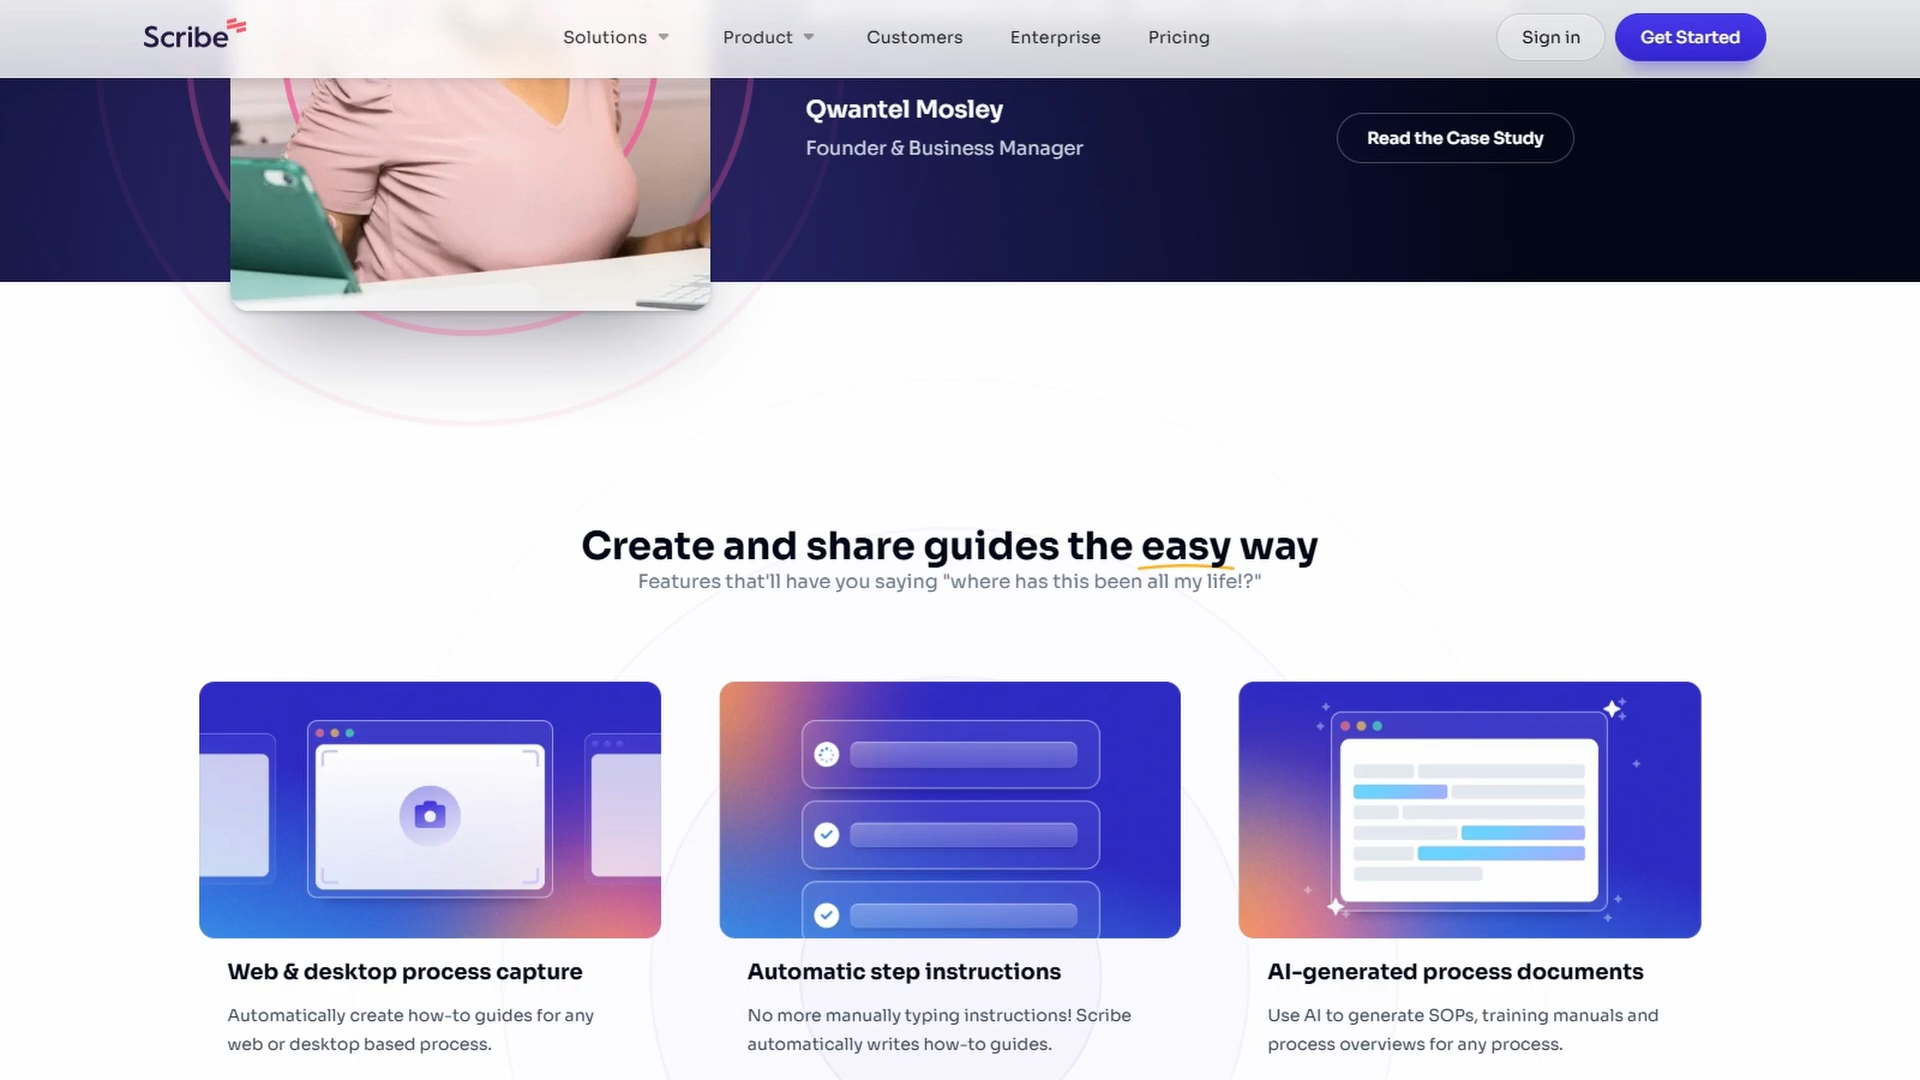 Scribe
Solutions
Product
Customers
Enterprise
Pricing
Sign in
Get Started
Qwantel Mosley
Founder & Business Manager
Read the Case Study
Create and share guides the easy way
Features that'll have you saying "where has this been all my life!?"
Web & desktop process capture
Automatically create how-to guides for any
web or desktop based process.
Automatic step instructions
No more manually typing instructions! Scribe
automatically writes how-to guides.
AI-generated process documents
Use AI to generate SOPs, training manuals and
process overviews for any process.